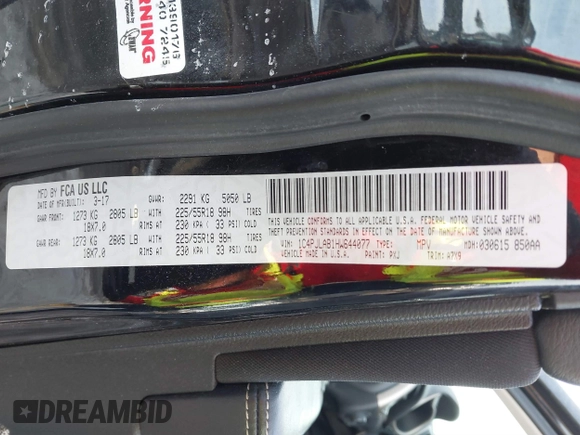 WARNING
MFD BY FCA US LLC
DATE OF MFR(BUILT): 3-17 GVWR: 2291 KG 5050 LB
GAWR FRONT: 1273 KG 2805 LB WITH 225/55R18 98H TIRES
18X7.0 RIMS AT 230 KPA ( 33 PSI) COLD
GAWR REAR: 1273 KG 2805 LB WITH 225/55R18 98H TIRES
18X7.0 RIMS AT 230 KPA ( 33 PSI) COLD
THIS VEHICLE CONFORMS TO ALL APPLICABLE U.S.A. FEDERAL MOTOR VEHICLE SAFETY AND
THEFT PREVENTION STANDARDS IN EFFECT ON THE DATE OF MANUFACTURE SHOWN ABOVE.
VIN: 1C4PJLAB1HW644077 TYPE: MPV MDH: 030615 850AA
VEHICLE MADE IN U.S.A. PAINT: PXJ TRIM: A7X9
DREAMBID